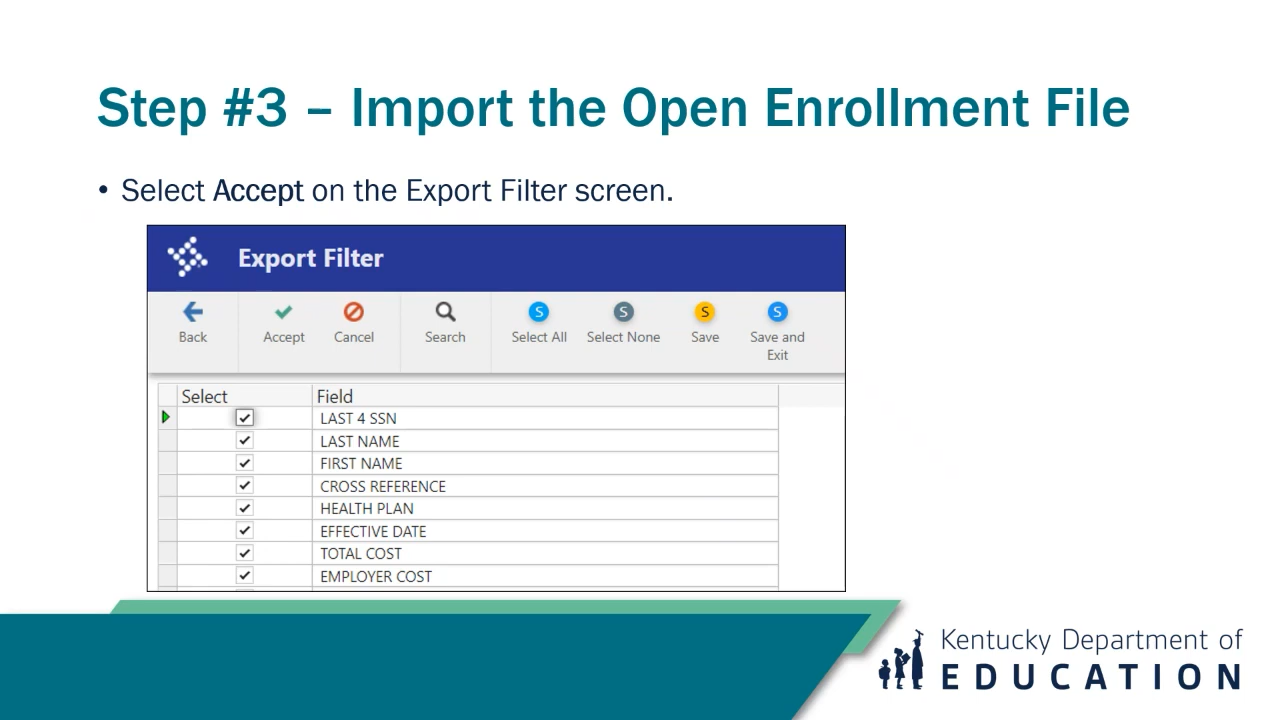 Step #3 – Import the Open Enrollment File
• Select Accept on the Export Filter screen.
Export Filter
Back Accept Cancel Search S Select All S Select None S Save S Save and Exit
Select Field
LAST 4 SSN
LAST NAME
FIRST NAME
CROSS REFERENCE
HEALTH PLAN
EFFECTIVE DATE
TOTAL COST
EMPLOYER COST
Kentucky Department of
EDUCATION